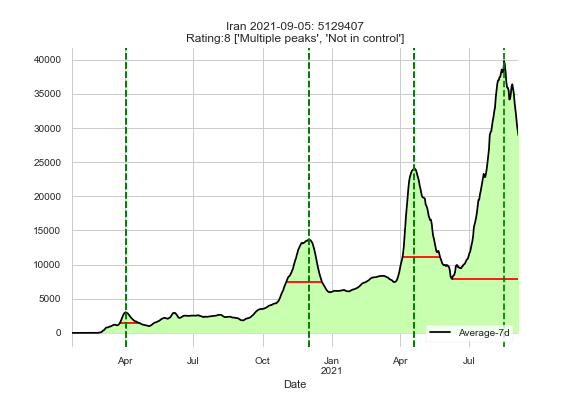 Iran 2021-09-05: 5129407
Rating:8 ['Multiple peaks', 'Not in control']
40000
35000
30000
25000
20000
15000
10000
5000
0
Average-7d
Apr
Jul
Oct
Jan
2021
Apr
Jul
Date